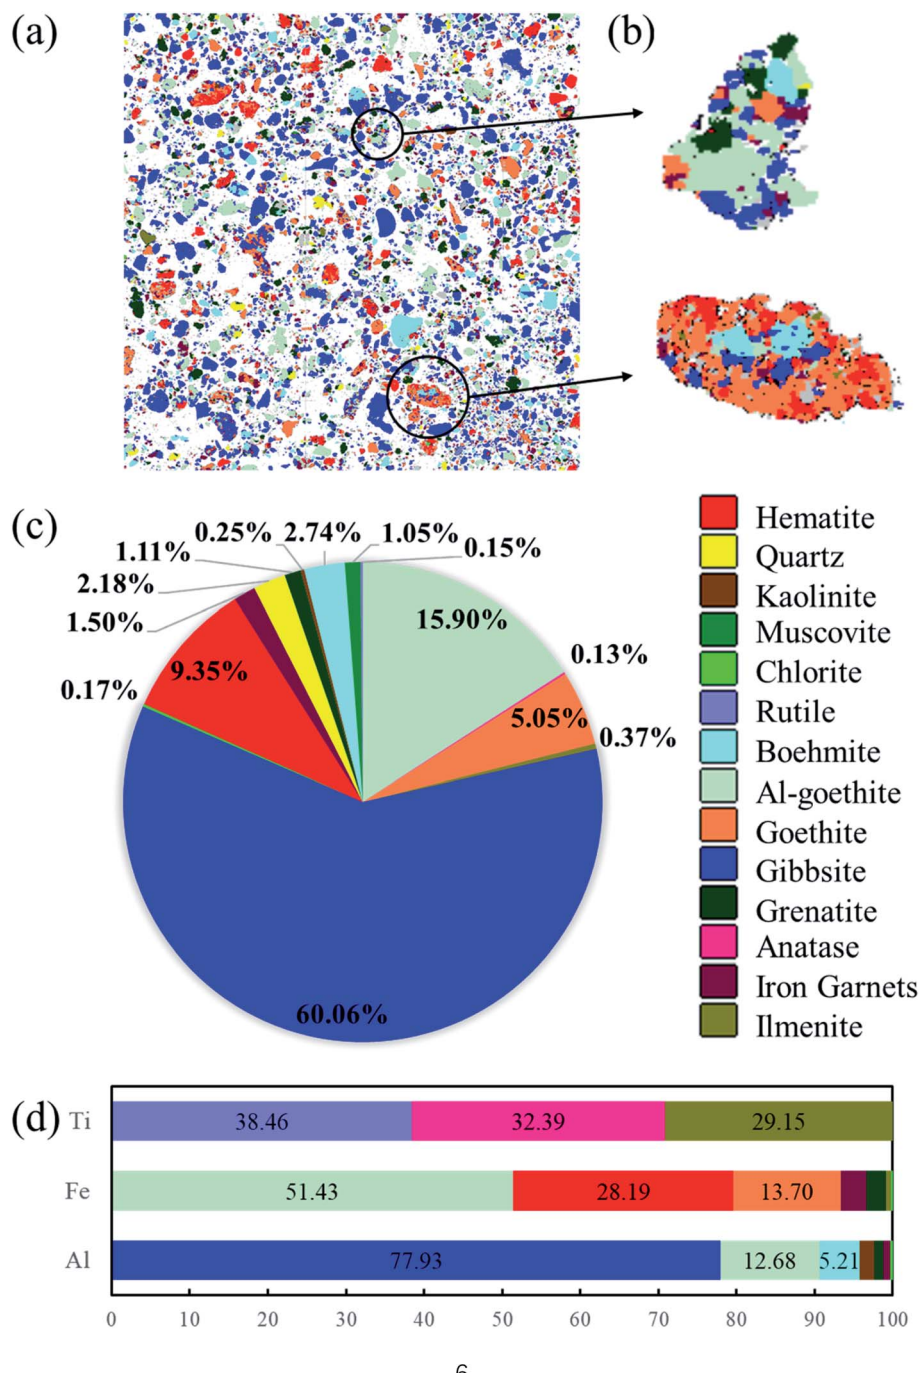 (a)
(b)
(c)
0.25% 2.74% 1.05%
1.11%
0.15%
2.18%
1.50%
15.90%
0.13%
9.35%
0.17%
5.05%
0.37%
60.06%
Hematite
Quartz
Kaolinite
Muscovite
Chlorite
Rutile
Boehmite
Al-goethite
Goethite
Gibbsite
Grenatite
Anatase
Iron Garnets
Ilmenite
(d)
Ti 38.46 32.39 29.15
Fe 51.43 28.19 13.70
Al 77.93 12.68 5.21
0 10 20 30 40 50 60 70 80 90 100